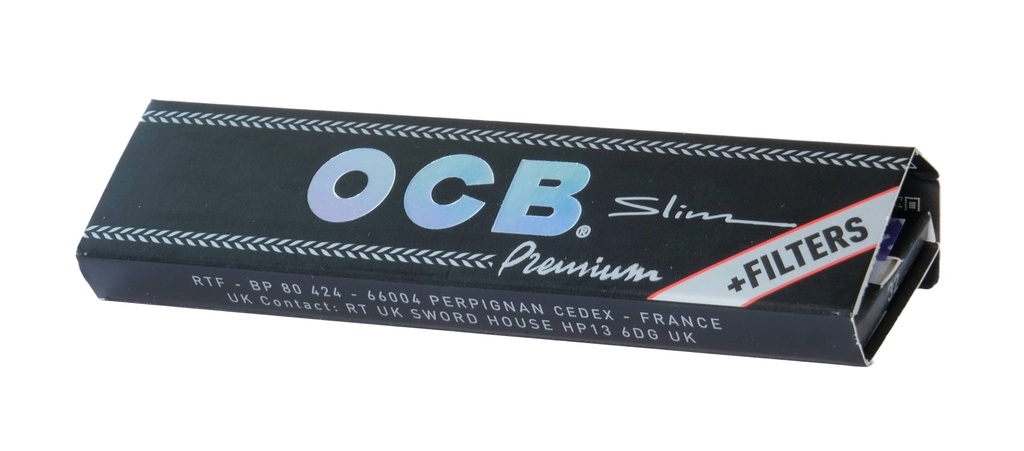 OCB® Slim
Premium
+FILTERS
RTF - BP 80 424 - 66004 PERPIGNAN CEDEX - FRANCE
UK Contact: RT UK SWORD HOUSE HP13 6DG UK